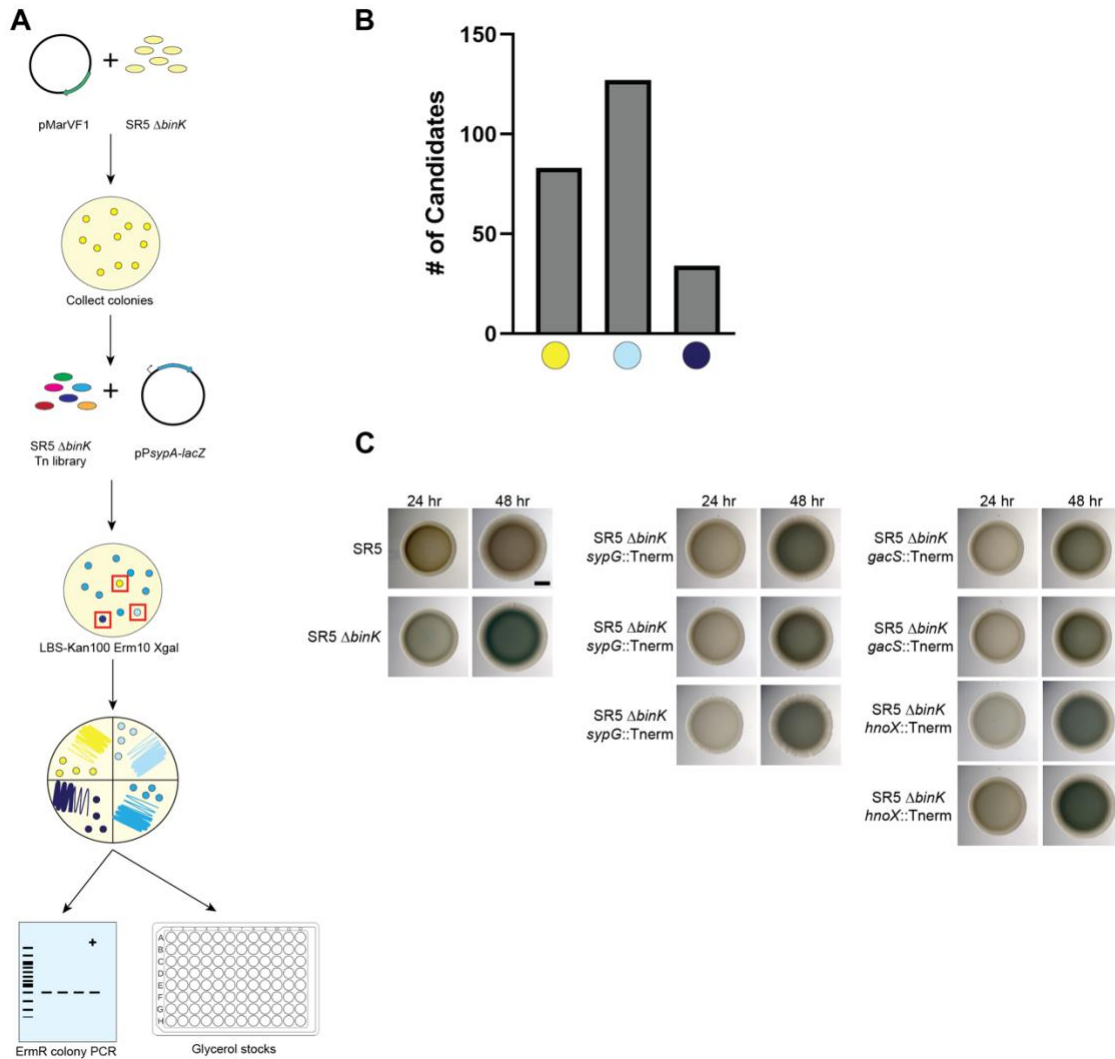 A
pMarVF1
+
SR5 ΔbinK
Collect colonies
SR5 ΔbinK
Tn library
+
pPsypA-lacZ
LBS-Kan100 Erm10 Xgal
+
ErmR colony PCR
A
B
C
D
E
F
G
H
Glycerol stocks
B
# of Candidates
150
100
50
0
C
24 hr 48 hr
SR5
SR5 ΔbinK
24 hr 48 hr
SR5 ΔbinK
sypG::Tnerm
SR5 ΔbinK
sypG::Tnerm
SR5 ΔbinK
sypG::Tnerm
24 hr 48 hr
SR5 ΔbinK
gacS::Tnerm
SR5 ΔbinK
gacS::Tnerm
SR5 ΔbinK
hnoX::Tnerm
SR5 ΔbinK
hnoX::Tnerm